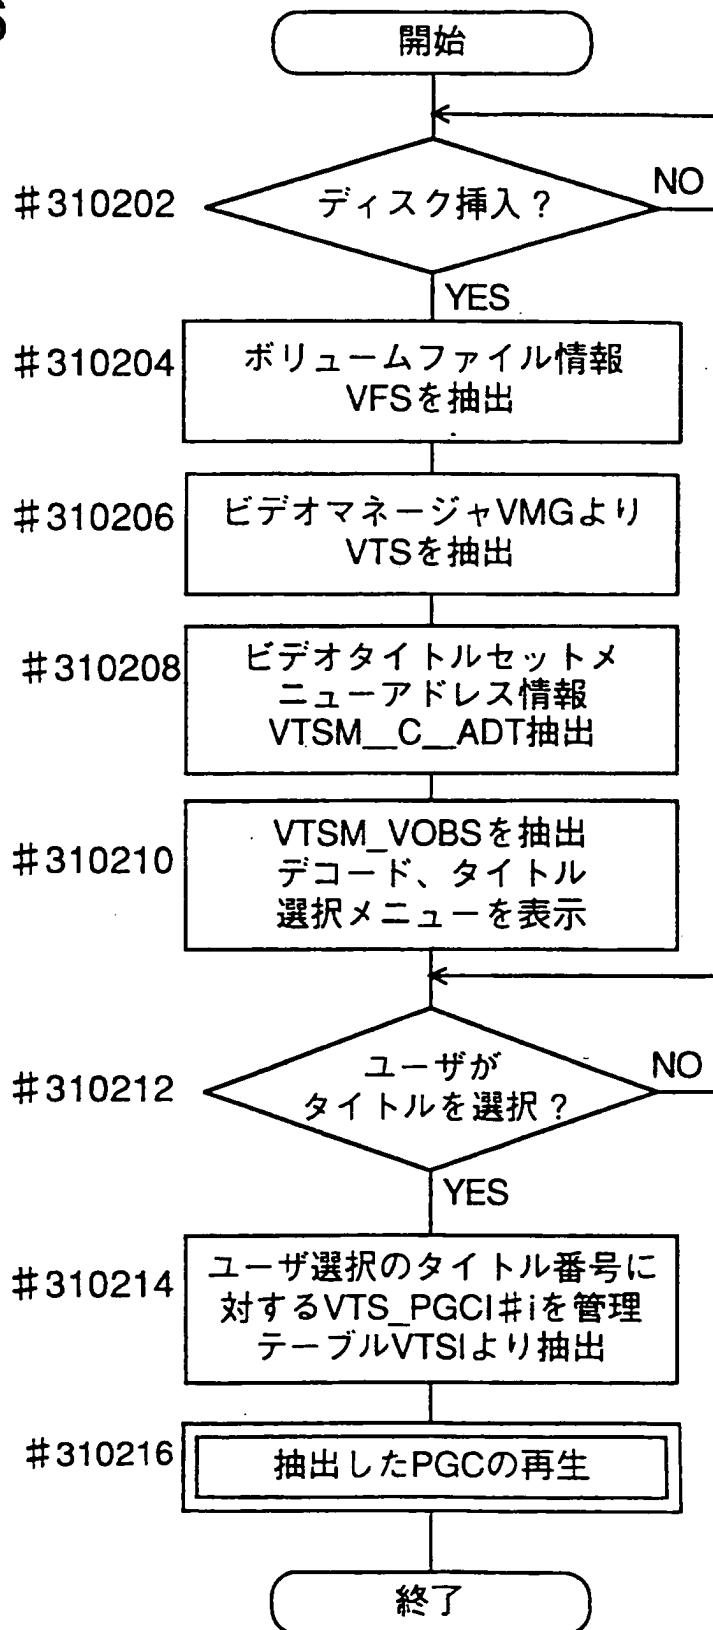 開始
#310202
ディスク挿入?
NO
YES
#310204
ボリュームファイル情報
VFSを抽出
#310206
ビデオマネージャVMGより
VTSを抽出
#310208
ビデオタイトルセットメ
ニューアドレス情報
VTSM__C__ADT抽出
#310210
VTSM_VOBSを抽出
デコード、タイトル
選択メニューを表示
#310212
ユーザが
タイトルを選択?
NO
YES
#310214
ユーザ選択のタイトル番号に
対するVTS_PGCI#iを管理
テーブルVTSIより抽出
#310216
抽出したPGCの再生
終了